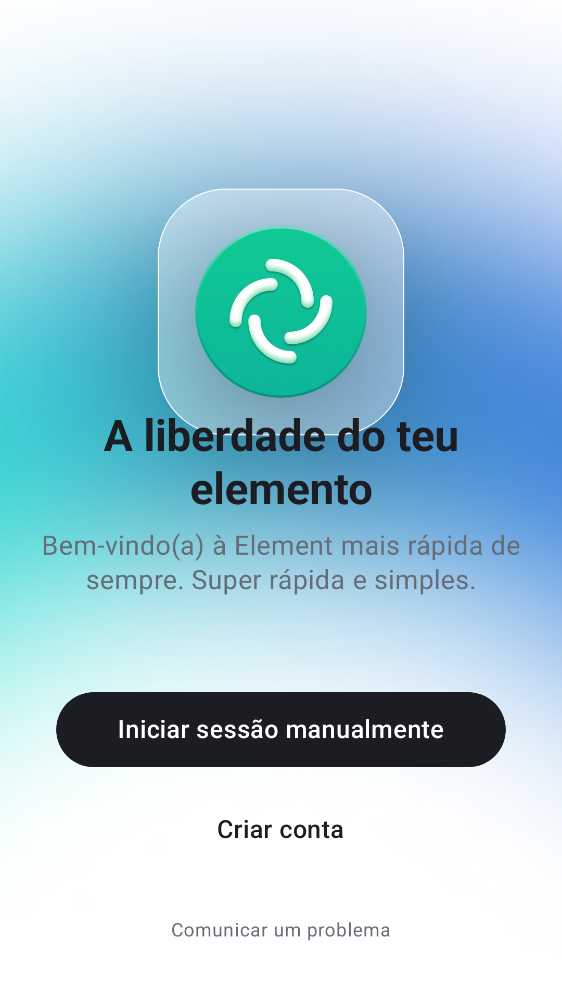 A liberdade do teu
elemento
Bem-vindo(a) à Element mais rápida de
sempre. Super rápida e simples.
Iniciar sessão manualmente
Criar conta
Comunicar um problema